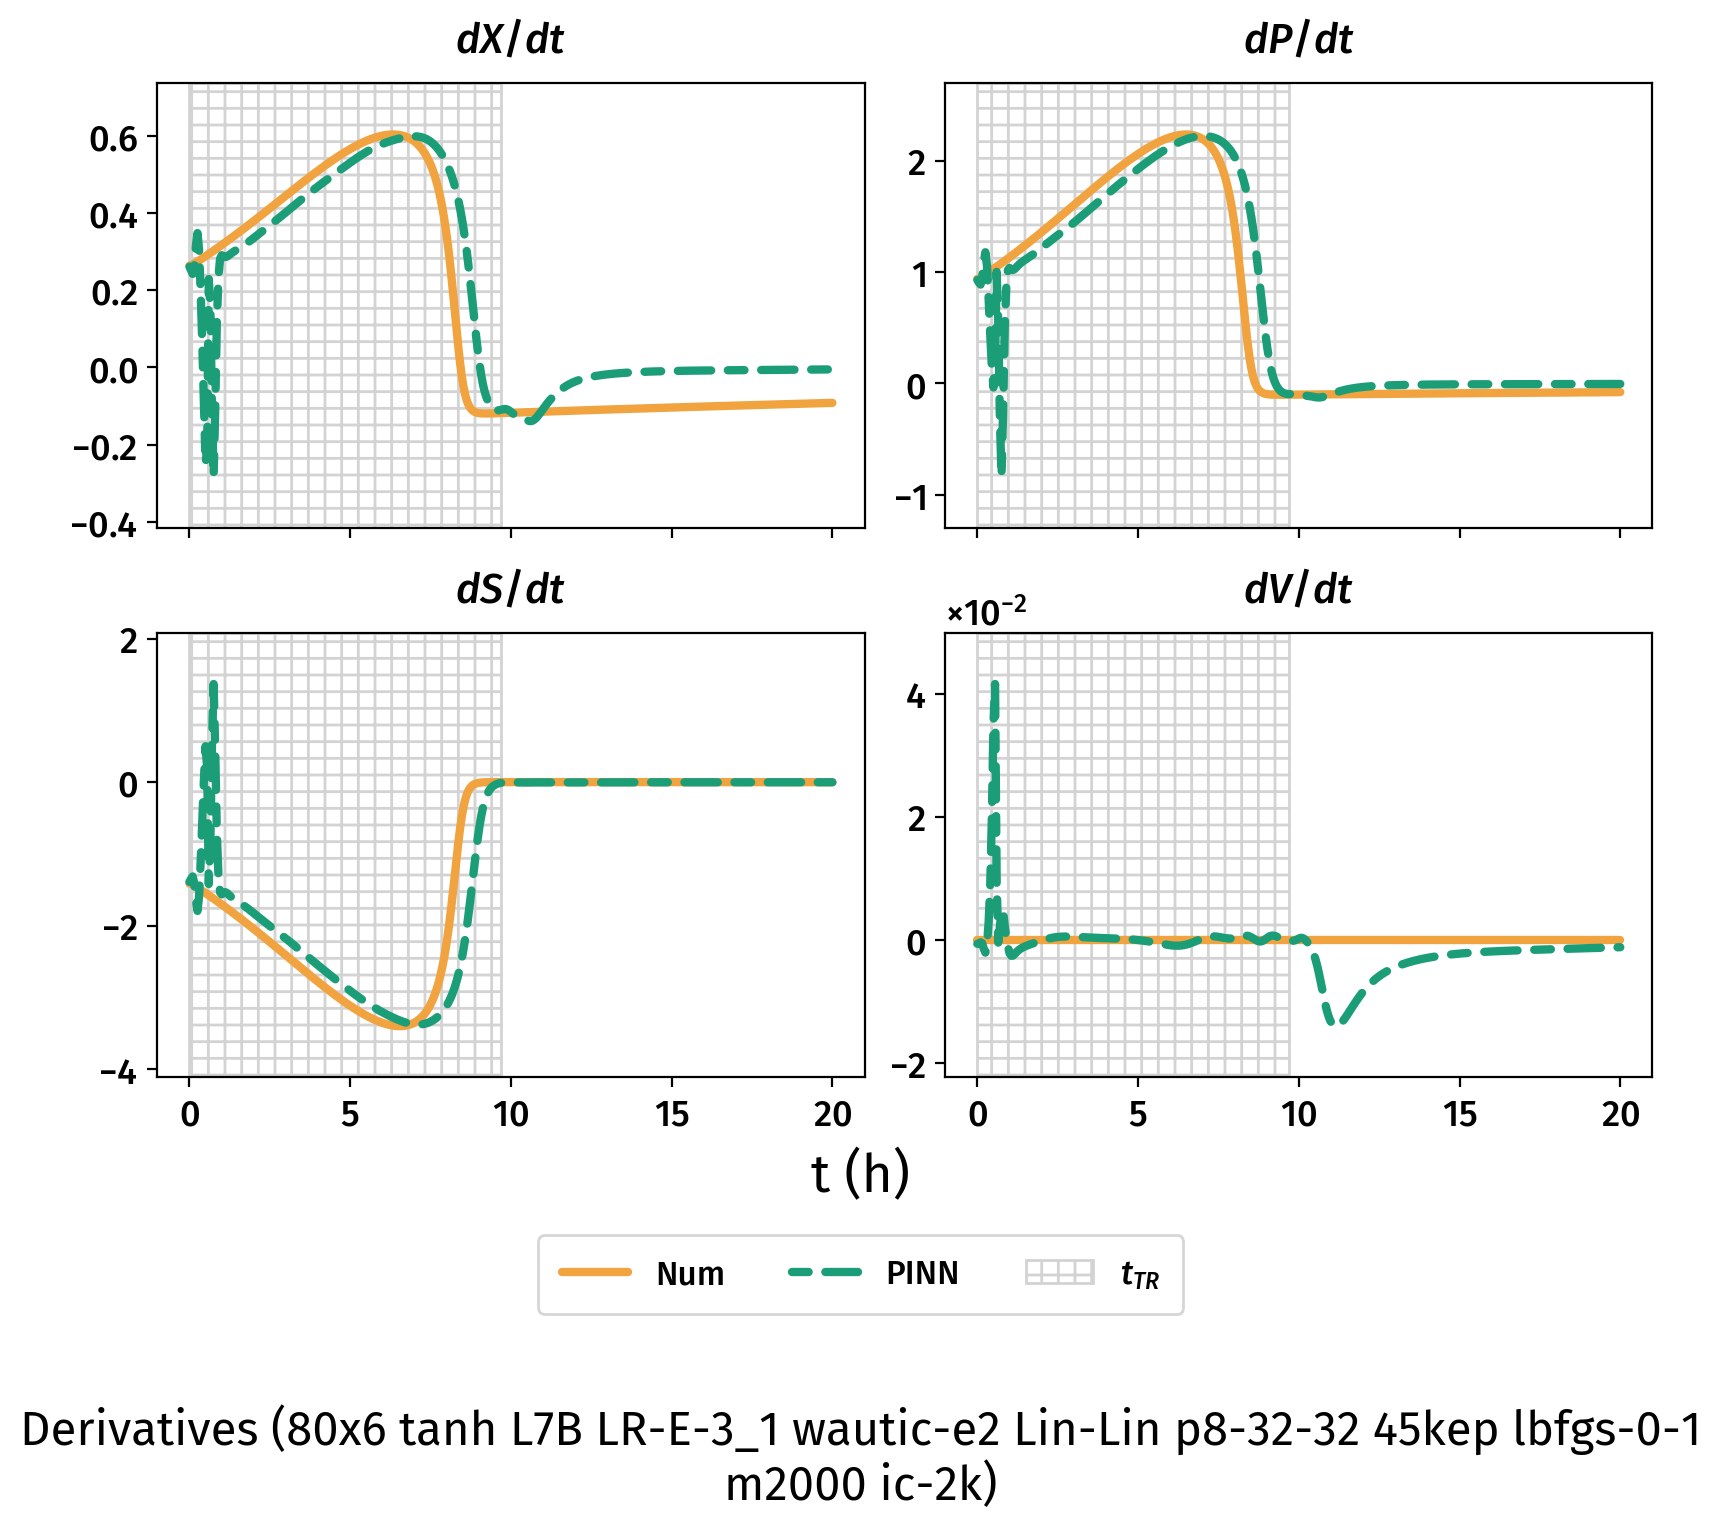 dX/dt
dP/dt
0.6
0.4
0.2
0.0
−0.2
−0.4
2
1
0
−1
dS/dt
dV/dt
×10⁻²
2
0
−2
−4
4
2
0
−2
0 5 10 15 20
0 5 10 15 20
t (h)
Num PINN t_TR
Derivatives (80x6 tanh L7B LR-E-3_1 wautic-e2 Lin-Lin p8-32-32 45kep lbfgs-0-1
m2000 ic-2k)